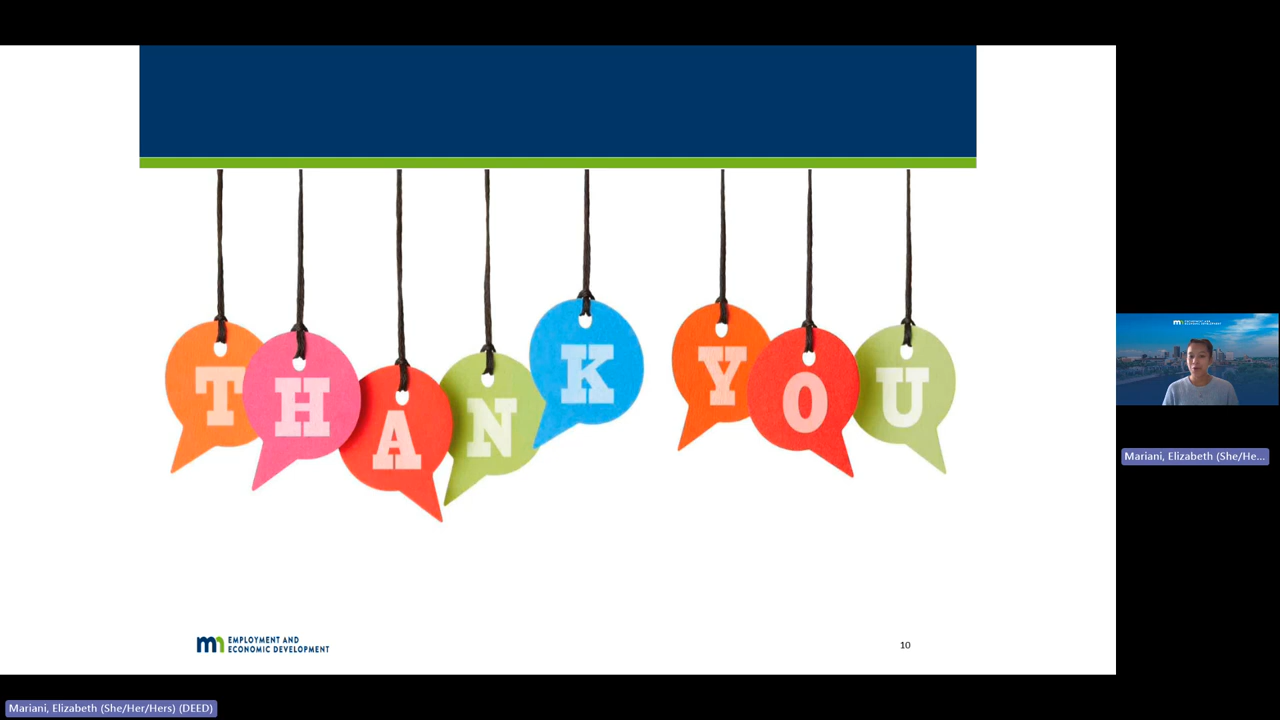 THANK YOU
EMPLOYMENT AND
ECONOMIC DEVELOPMENT
10
Mariani, Elizabeth (She/He...
Mariani, Elizabeth (She/Her/Hers) (DEED)